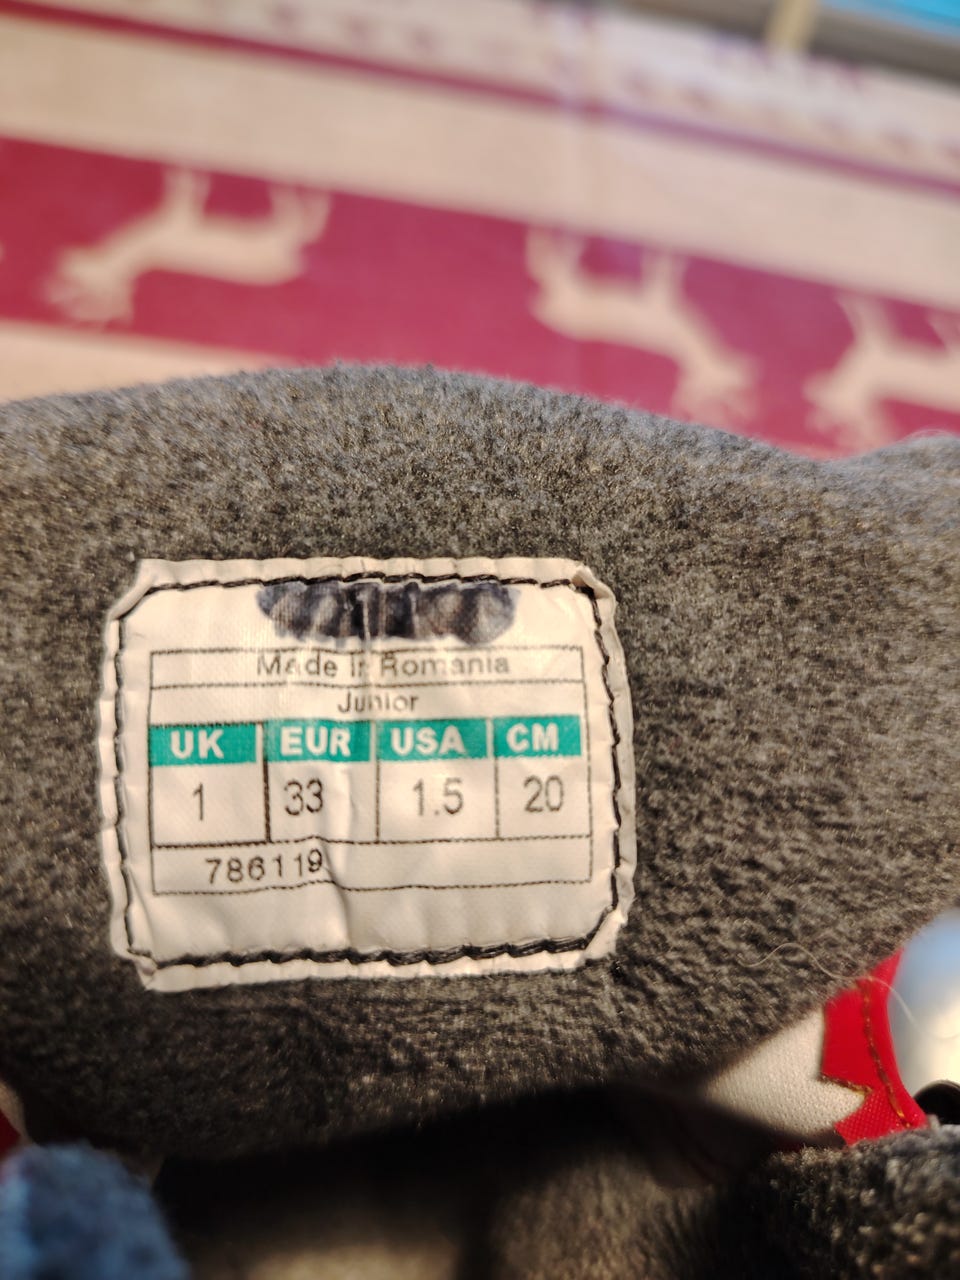 Made in Romania
Junior
UK EUR USA CM
1 33 1.5 20
786119